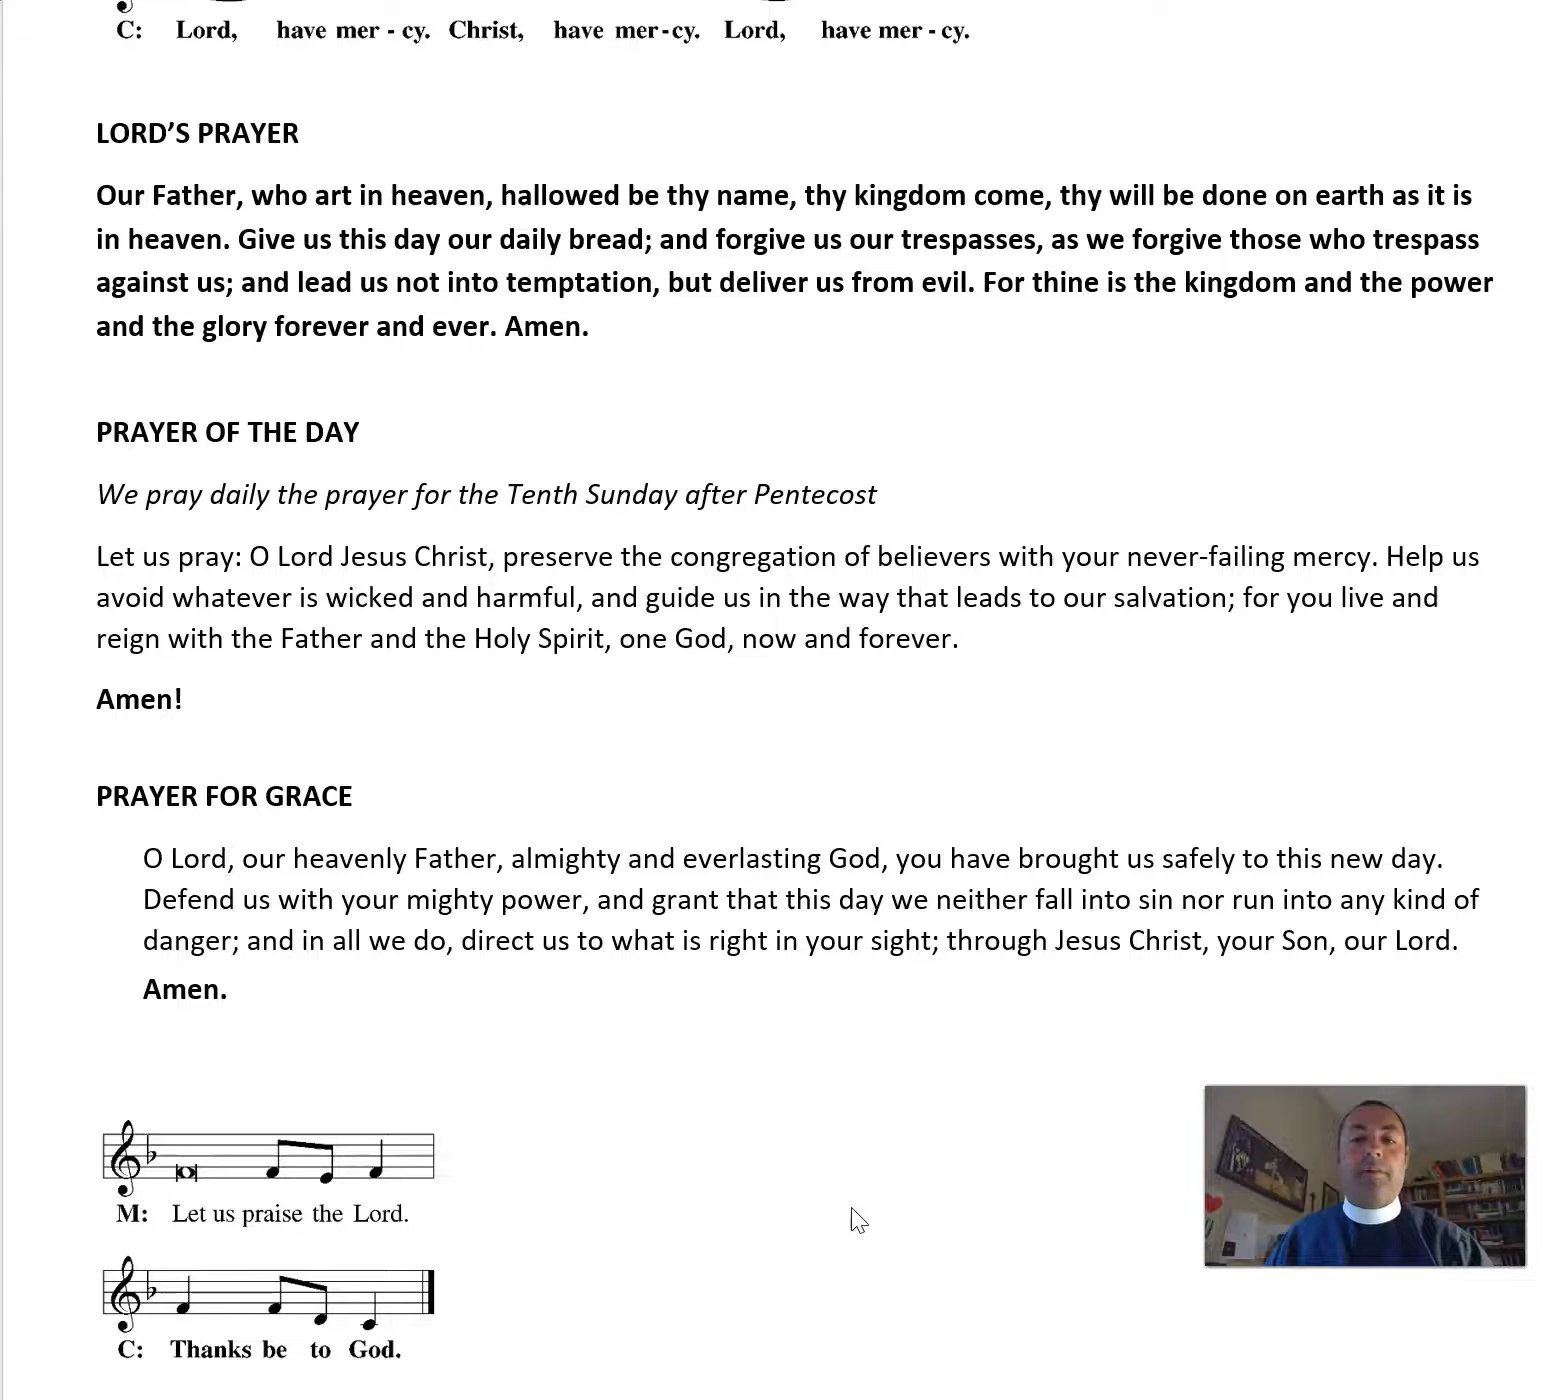 C: Lord, have mer - cy. Christ, have mer - cy. Lord, have mer - cy.
LORD’S PRAYER
Our Father, who art in heaven, hallowed be thy name, thy kingdom come, thy will be done on earth as it is
in heaven. Give us this day our daily bread; and forgive us our trespasses, as we forgive those who trespass
against us; and lead us not into temptation, but deliver us from evil. For thine is the kingdom and the power
and the glory forever and ever. Amen.
PRAYER OF THE DAY
We pray daily the prayer for the Tenth Sunday after Pentecost
Let us pray: O Lord Jesus Christ, preserve the congregation of believers with your never-failing mercy. Help us
avoid whatever is wicked and harmful, and guide us in the way that leads to our salvation; for you live and
reign with the Father and the Holy Spirit, one God, now and forever.
Amen!
PRAYER FOR GRACE
O Lord, our heavenly Father, almighty and everlasting God, you have brought us safely to this new day.
Defend us with your mighty power, and grant that this day we neither fall into sin nor run into any kind of
danger; and in all we do, direct us to what is right in your sight; through Jesus Christ, your Son, our Lord.
Amen.
M: Let us praise the Lord.
C: Thanks be to God.